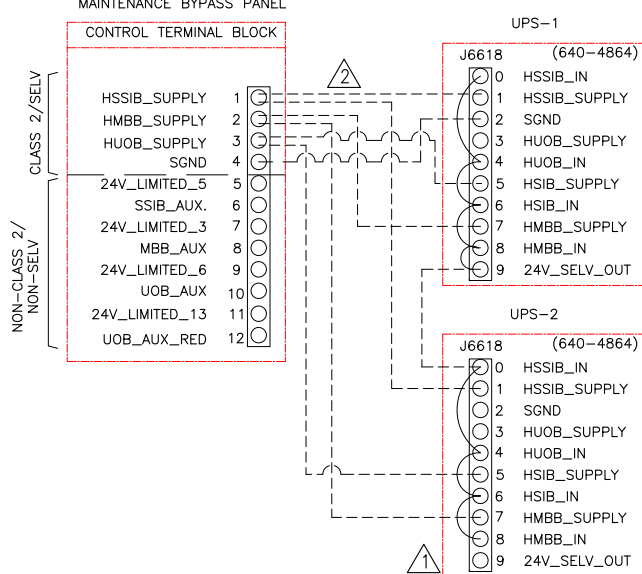 MAINTENANCE BYPASS PANEL
CONTROL TERMINAL BLOCK
CLASS 2/SELV
HSSIB_SUPPLY 1
HMBB_SUPPLY 2
HUOB_SUPPLY 3
SGND 4
NON-CLASS 2/
NON-SELV
24V_LIMITED_5 5
SSIB_AUX. 6
24V_LIMITED_3 7
MBB_AUX 8
24V_LIMITED_6 9
UOB_AUX 10
24V_LIMITED_13 11
UOB_AUX_RED 12
2
UPS-1
J6618 (640-4864)
0 HSSIB_IN
1 HSSIB_SUPPLY
2 SGND
3 HUOB_SUPPLY
4 HUOB_IN
5 HSIB_SUPPLY
6 HSIB_IN
7 HMBB_SUPPLY
8 HMBB_IN
9 24V_SELV_OUT
UPS-2
J6618 (640-4864)
0 HSSIB_IN
1 HSSIB_SUPPLY
2 SGND
3 HUOB_SUPPLY
4 HUOB_IN
5 HSIB_SUPPLY
6 HSIB_IN
7 HMBB_SUPPLY
8 HMBB_IN
9 24V_SELV_OUT
1